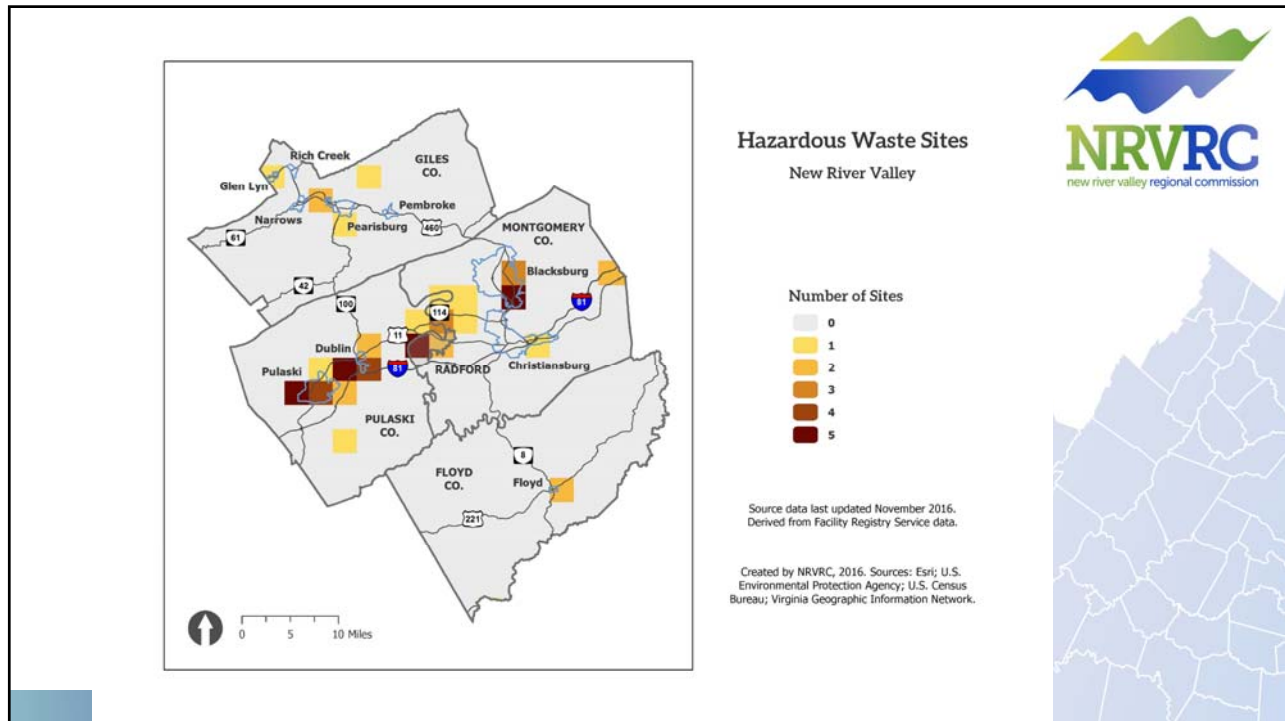 Rich Creek
GILES
CO.
Glen Lyn
Pembroke
Narrows
Pearisburg
460
61
MONTGOMERY
CO.
42
Blacksburg
100
81
114
11
Dublin
81
RADFORD
Christiansburg
Pulaski
PULASKI
CO.
8
FLOYD
CO.
Floyd
221
0 5 10 Miles
Hazardous Waste Sites
New River Valley
Number of Sites
0
1
2
3
4
5
Source data last updated November 2016.
Derived from Facility Registry Service data.
Created by NRVRC, 2016. Sources: Esri; U.S.
Environmental Protection Agency; U.S. Census
Bureau; Virginia Geographic Information Network.
NRVRC
new river valley regional commission